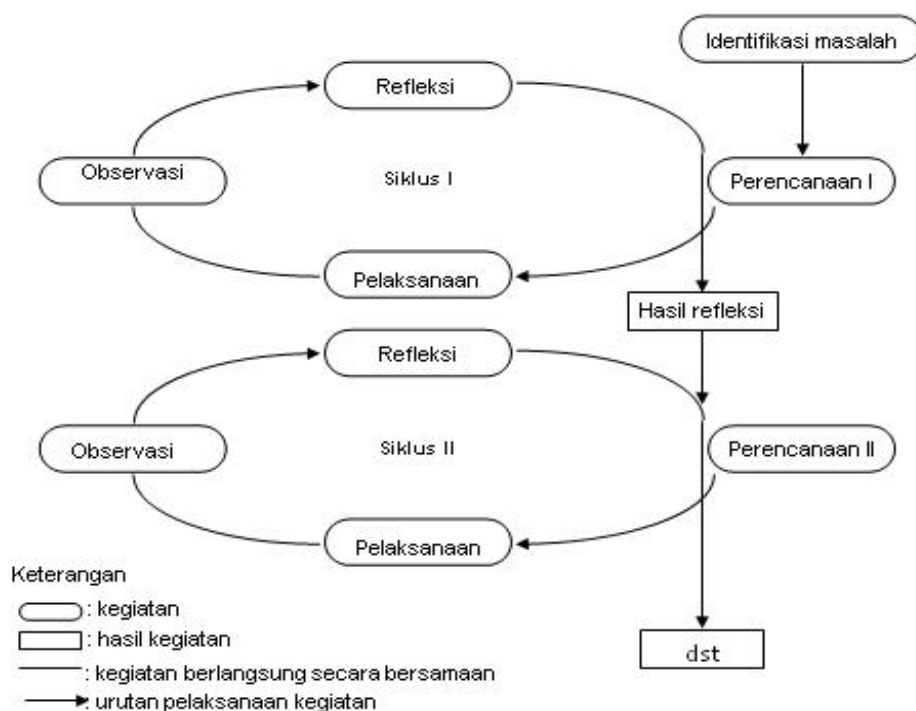 Identifikasi masalah
Refleksi
Observasi
Siklus I
Perencanaan I
Pelaksanaan
Hasil refleksi
Refleksi
Observasi
Siklus II
Perencanaan II
Pelaksanaan
Keterangan
: kegiatan
: hasil kegiatan
: kegiatan berlangsung secara bersamaan
: urutan pelaksanaan kegiatan
dst